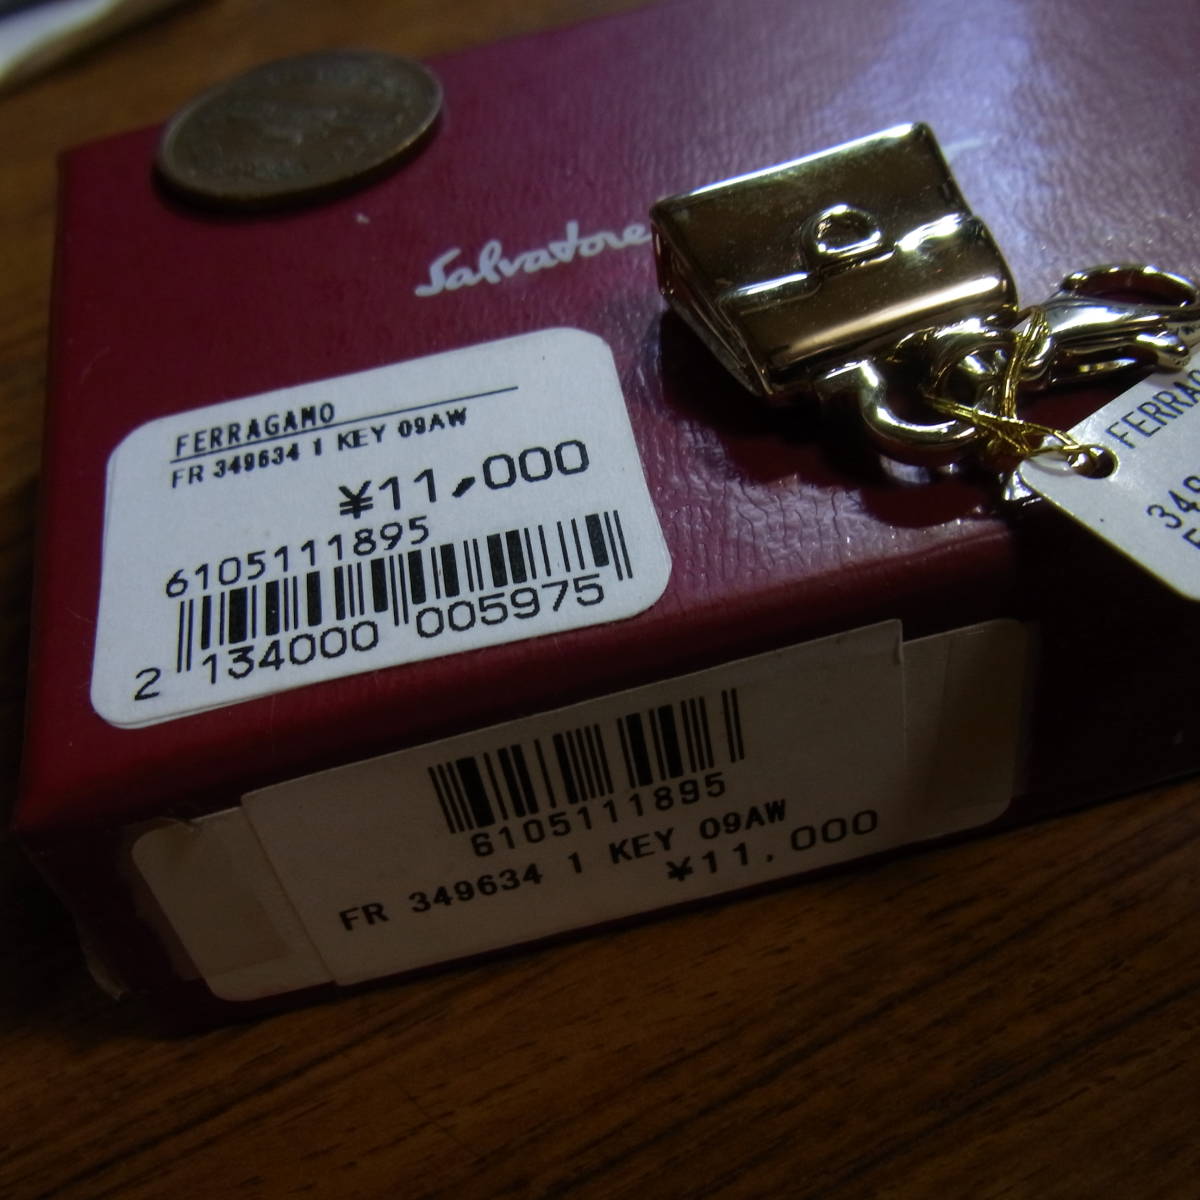 Salvatore
FERRAGAMO
FR 349634 1 KEY 09AW
¥11,000
6105111895
2 134000 005975
6105111895
FR 349634 1 KEY 09AW
¥11,000